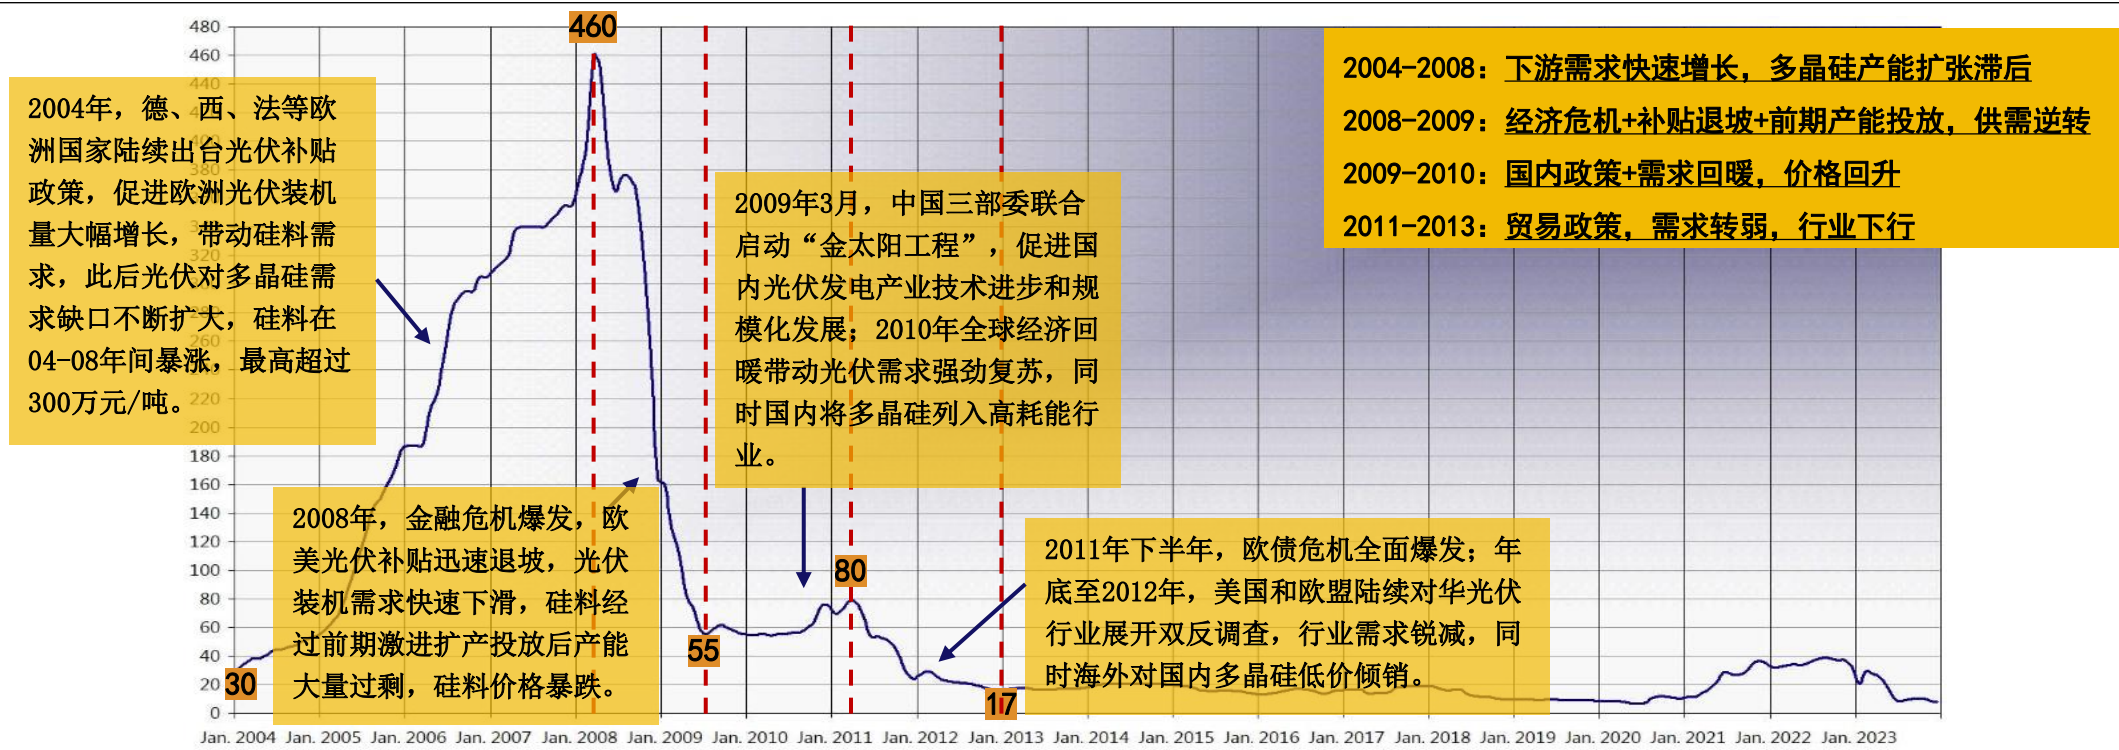 460
480
460
440
420
400
380
360
340
320
300
280
260
240
220
200
180
160
140
120
100
80
60
40
20
0
2004年，德、西、法等欧
洲国家陆续出台光伏补贴
政策，促进欧洲光伏装机
量大幅增长，带动硅料需
求，此后光伏对多晶硅需
求缺口不断扩大，硅料在
04-08年间暴涨，最高超过
300万元/吨。
2008年，金融危机爆发，欧
美光伏补贴迅速退坡，光伏
装机需求快速下滑，硅料经
过前期激进扩产投放后产能
大量过剩，硅料价格暴跌。
2009年3月，中国三部委联合
启动“金太阳工程”，促进国
内光伏发电产业技术进步和规
模化发展；2010年全球经济回
暖带动光伏需求强劲复苏，同
时国内将多晶硅列入高耗能行
业。
2011年下半年，欧债危机全面爆发；年
底至2012年，美国和欧盟陆续对华光伏
行业展开双反调查，行业需求锐减，同
时海外对国内多晶硅低价倾销。
2004-2008：下游需求快速增长，多晶硅产能扩张滞后
2008-2009：经济危机+补贴退坡+前期产能投放，供需逆转
2009-2010：国内政策+需求回暖，价格回升
2011-2013：贸易政策，需求转弱，行业下行
30
55
80
17
Jan. 2004 Jan. 2005 Jan. 2006 Jan. 2007 Jan. 2008 Jan. 2009 Jan. 2010 Jan. 2011 Jan. 2012 Jan. 2013 Jan. 2014 Jan. 2015 Jan. 2016 Jan. 2017 Jan. 2018 Jan. 2019 Jan. 2020 Jan. 2021 Jan. 2022 Jan. 2023